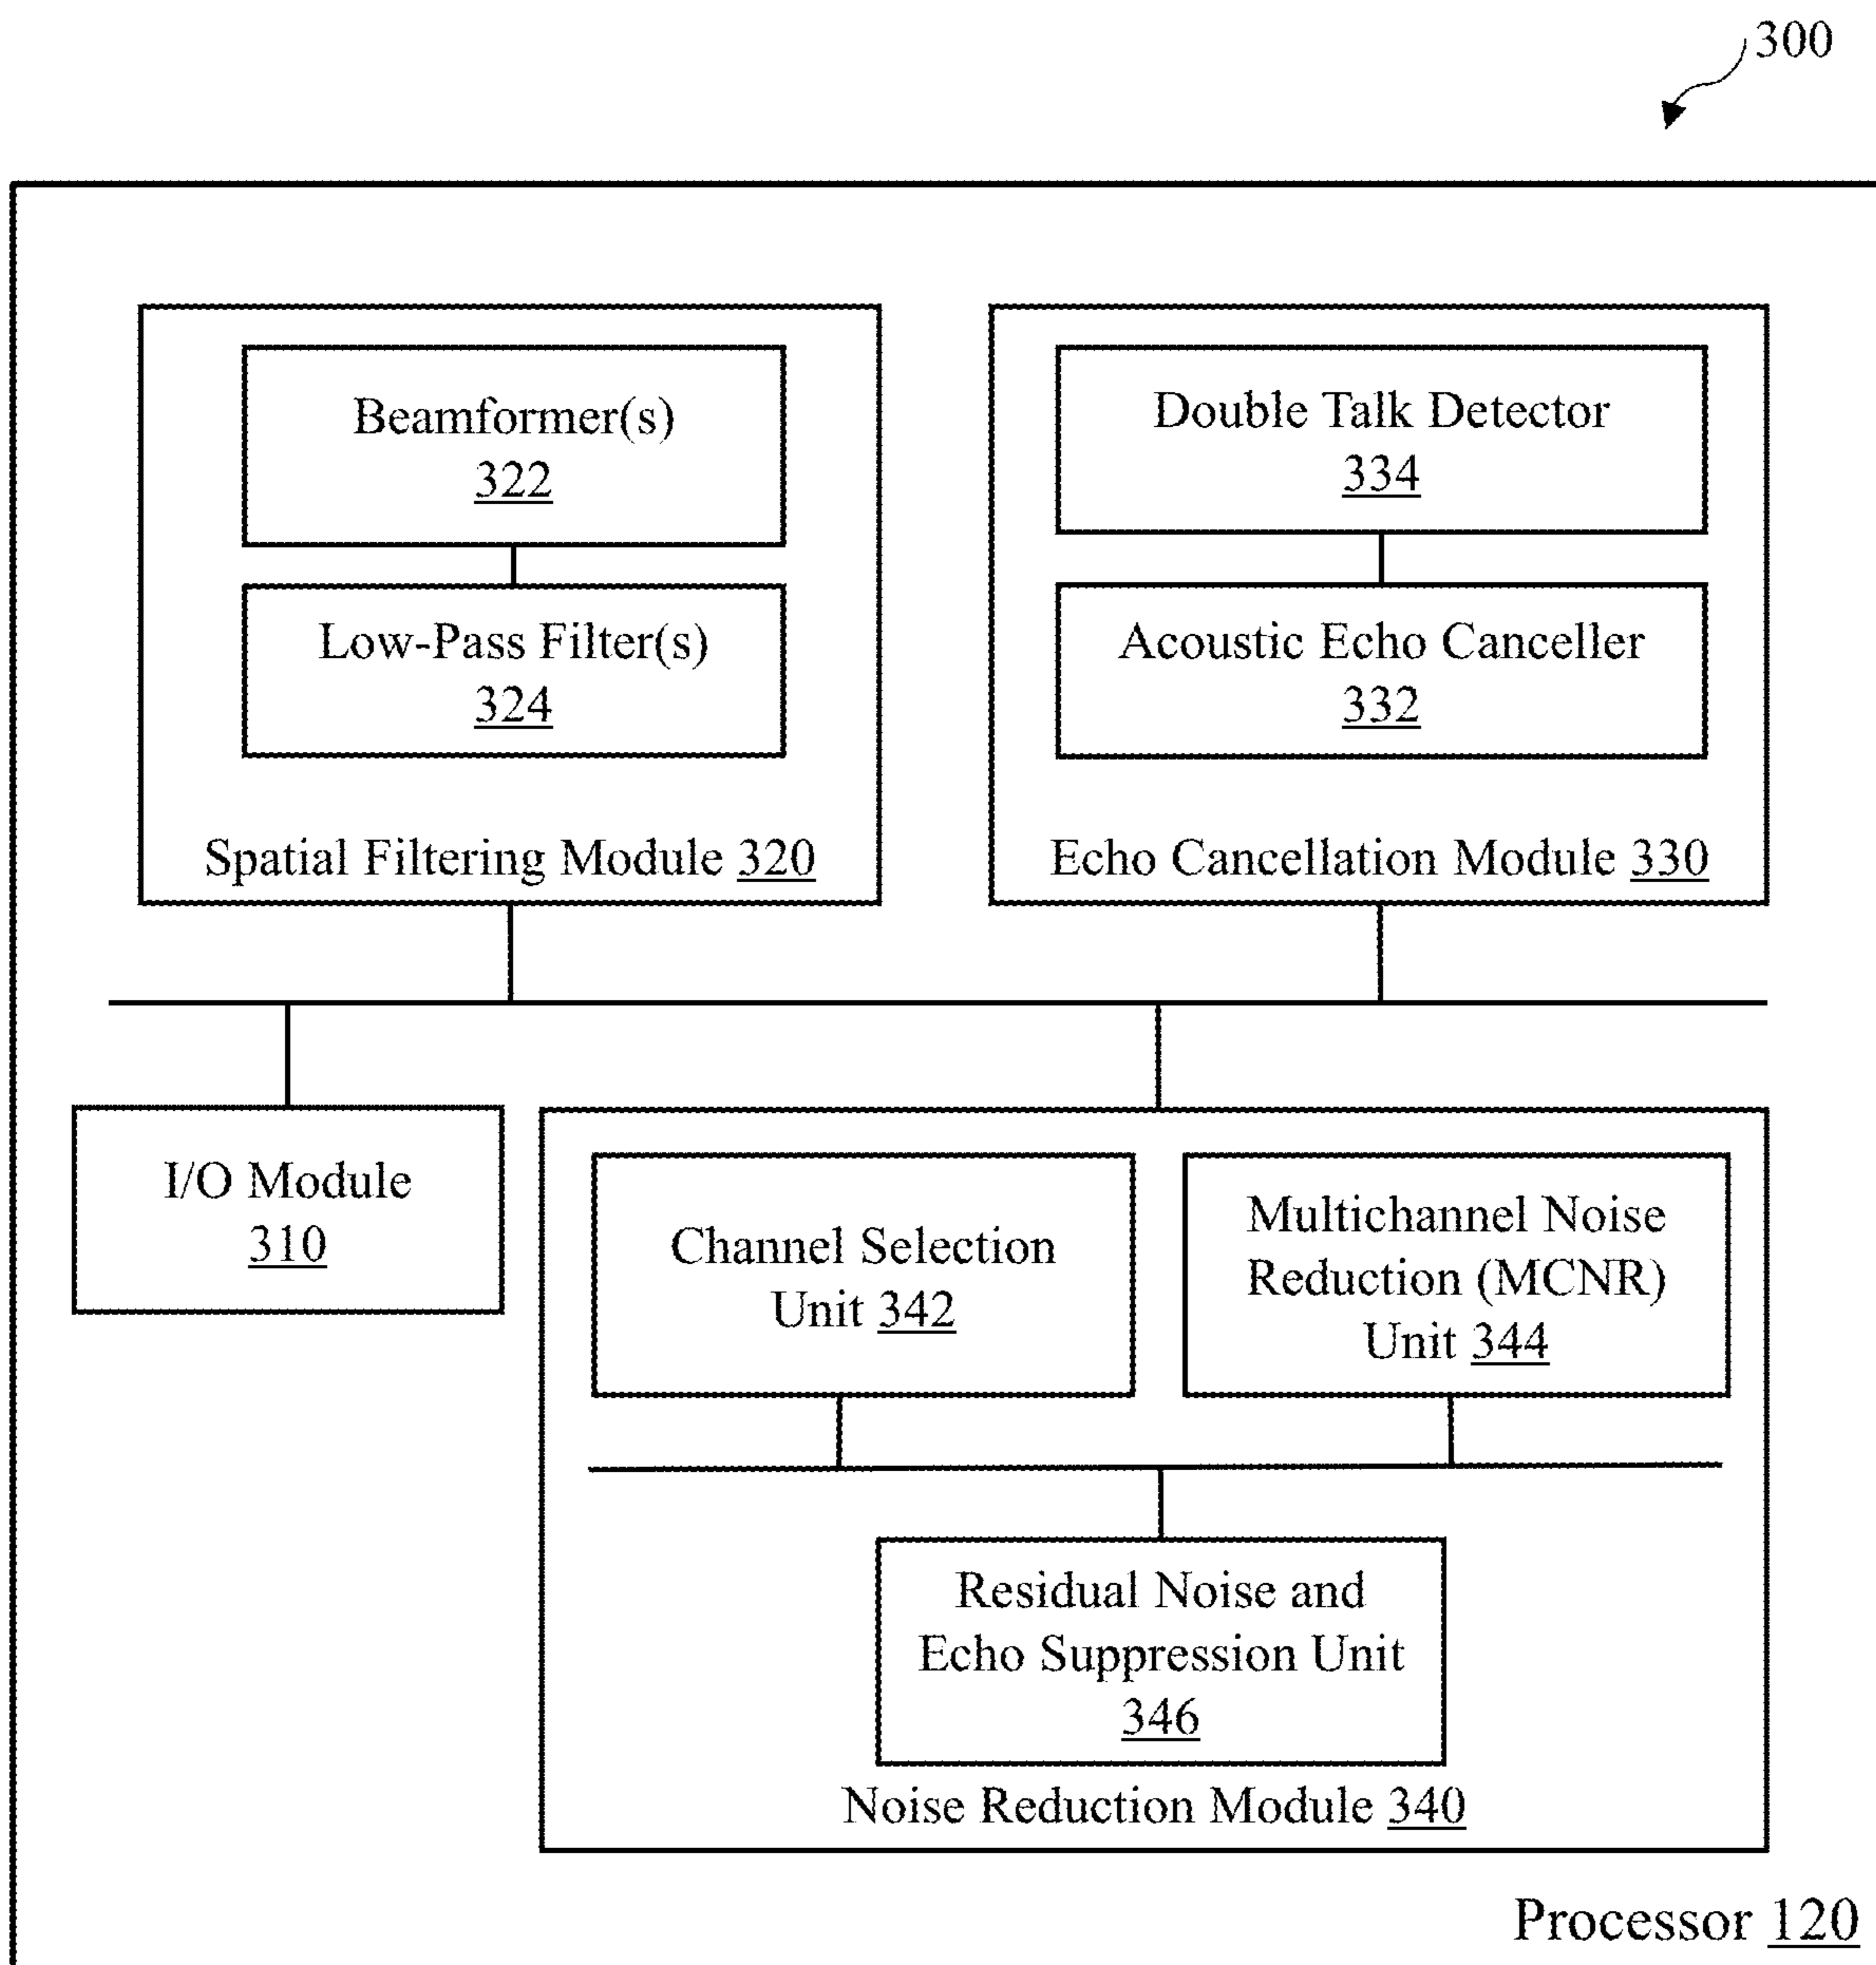 300
Beamformer(s)
322
Low-Pass Filter(s)
324
Spatial Filtering Module 320
Double Talk Detector
334
Acoustic Echo Canceller
332
Echo Cancellation Module 330
I/O Module
310
Channel Selection
Unit 342
Multichannel Noise
Reduction (MCNR)
Unit 344
Residual Noise and
Echo Suppression Unit
346
Noise Reduction Module 340
Processor 120